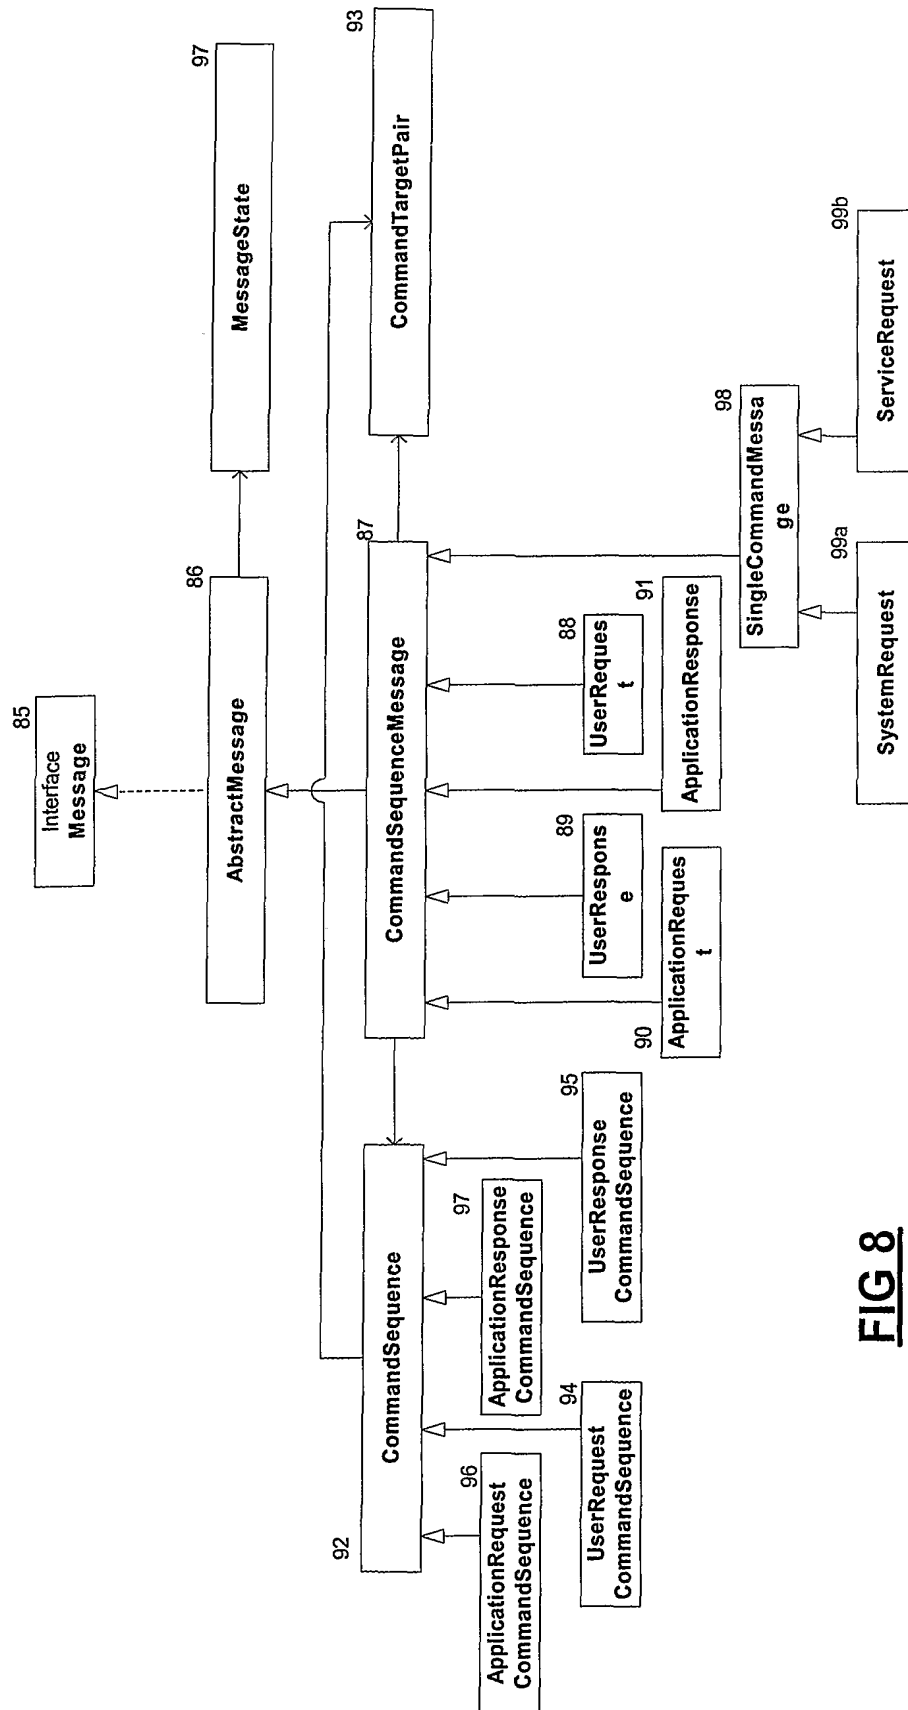 85
Interface
Message
86
AbstractMessage
97
MessageState
92
CommandSequence
87
CommandSequenceMessage
93
CommandTargetPair
96
ApplicationRequest
CommandSequence
97
ApplicationResponse
CommandSequence
94
UserRequest
CommandSequence
95
UserResponse
CommandSequence
89
UserRespons
e
88
UserReques
t
90
ApplicationReques
t
91
ApplicationResponse
98
SingleCommandMessa
ge
99a
SystemRequest
99b
ServiceRequest
FIG 8